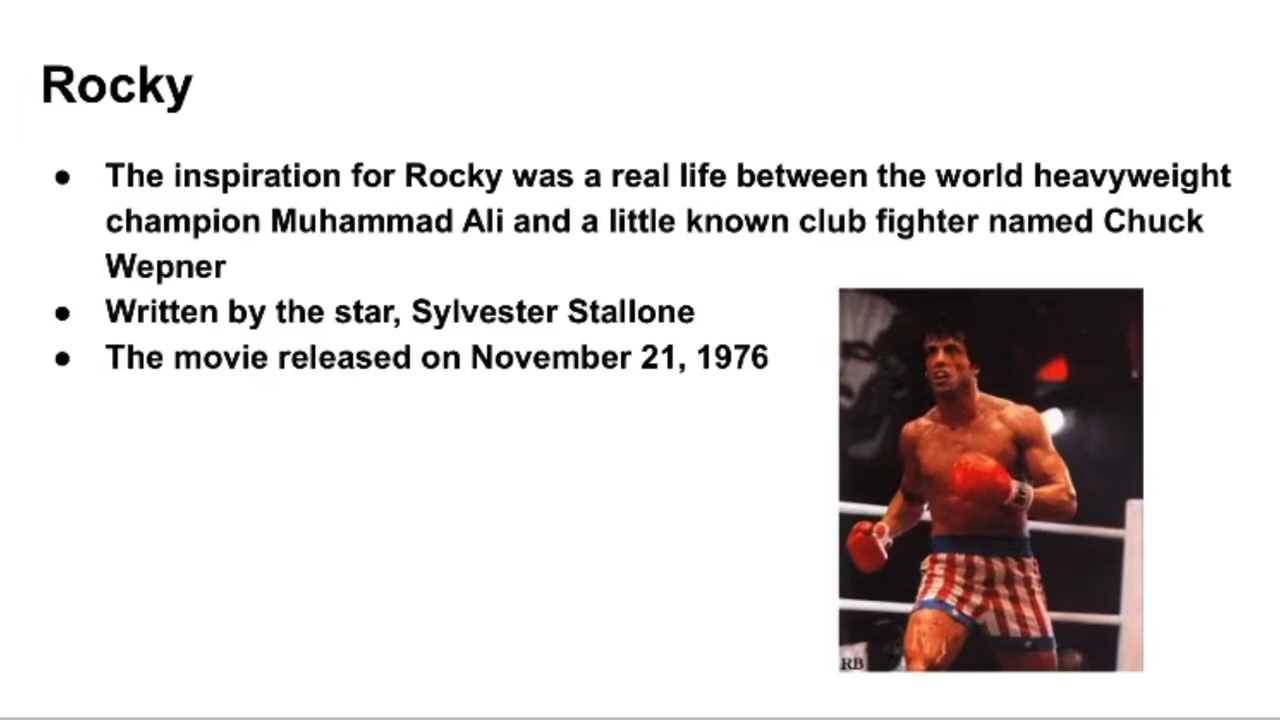 Rocky
● The inspiration for Rocky was a real life between the world heavyweight
champion Muhammad Ali and a little known club fighter named Chuck
Wepner
● Written by the star, Sylvester Stallone
● The movie released on November 21, 1976
RB